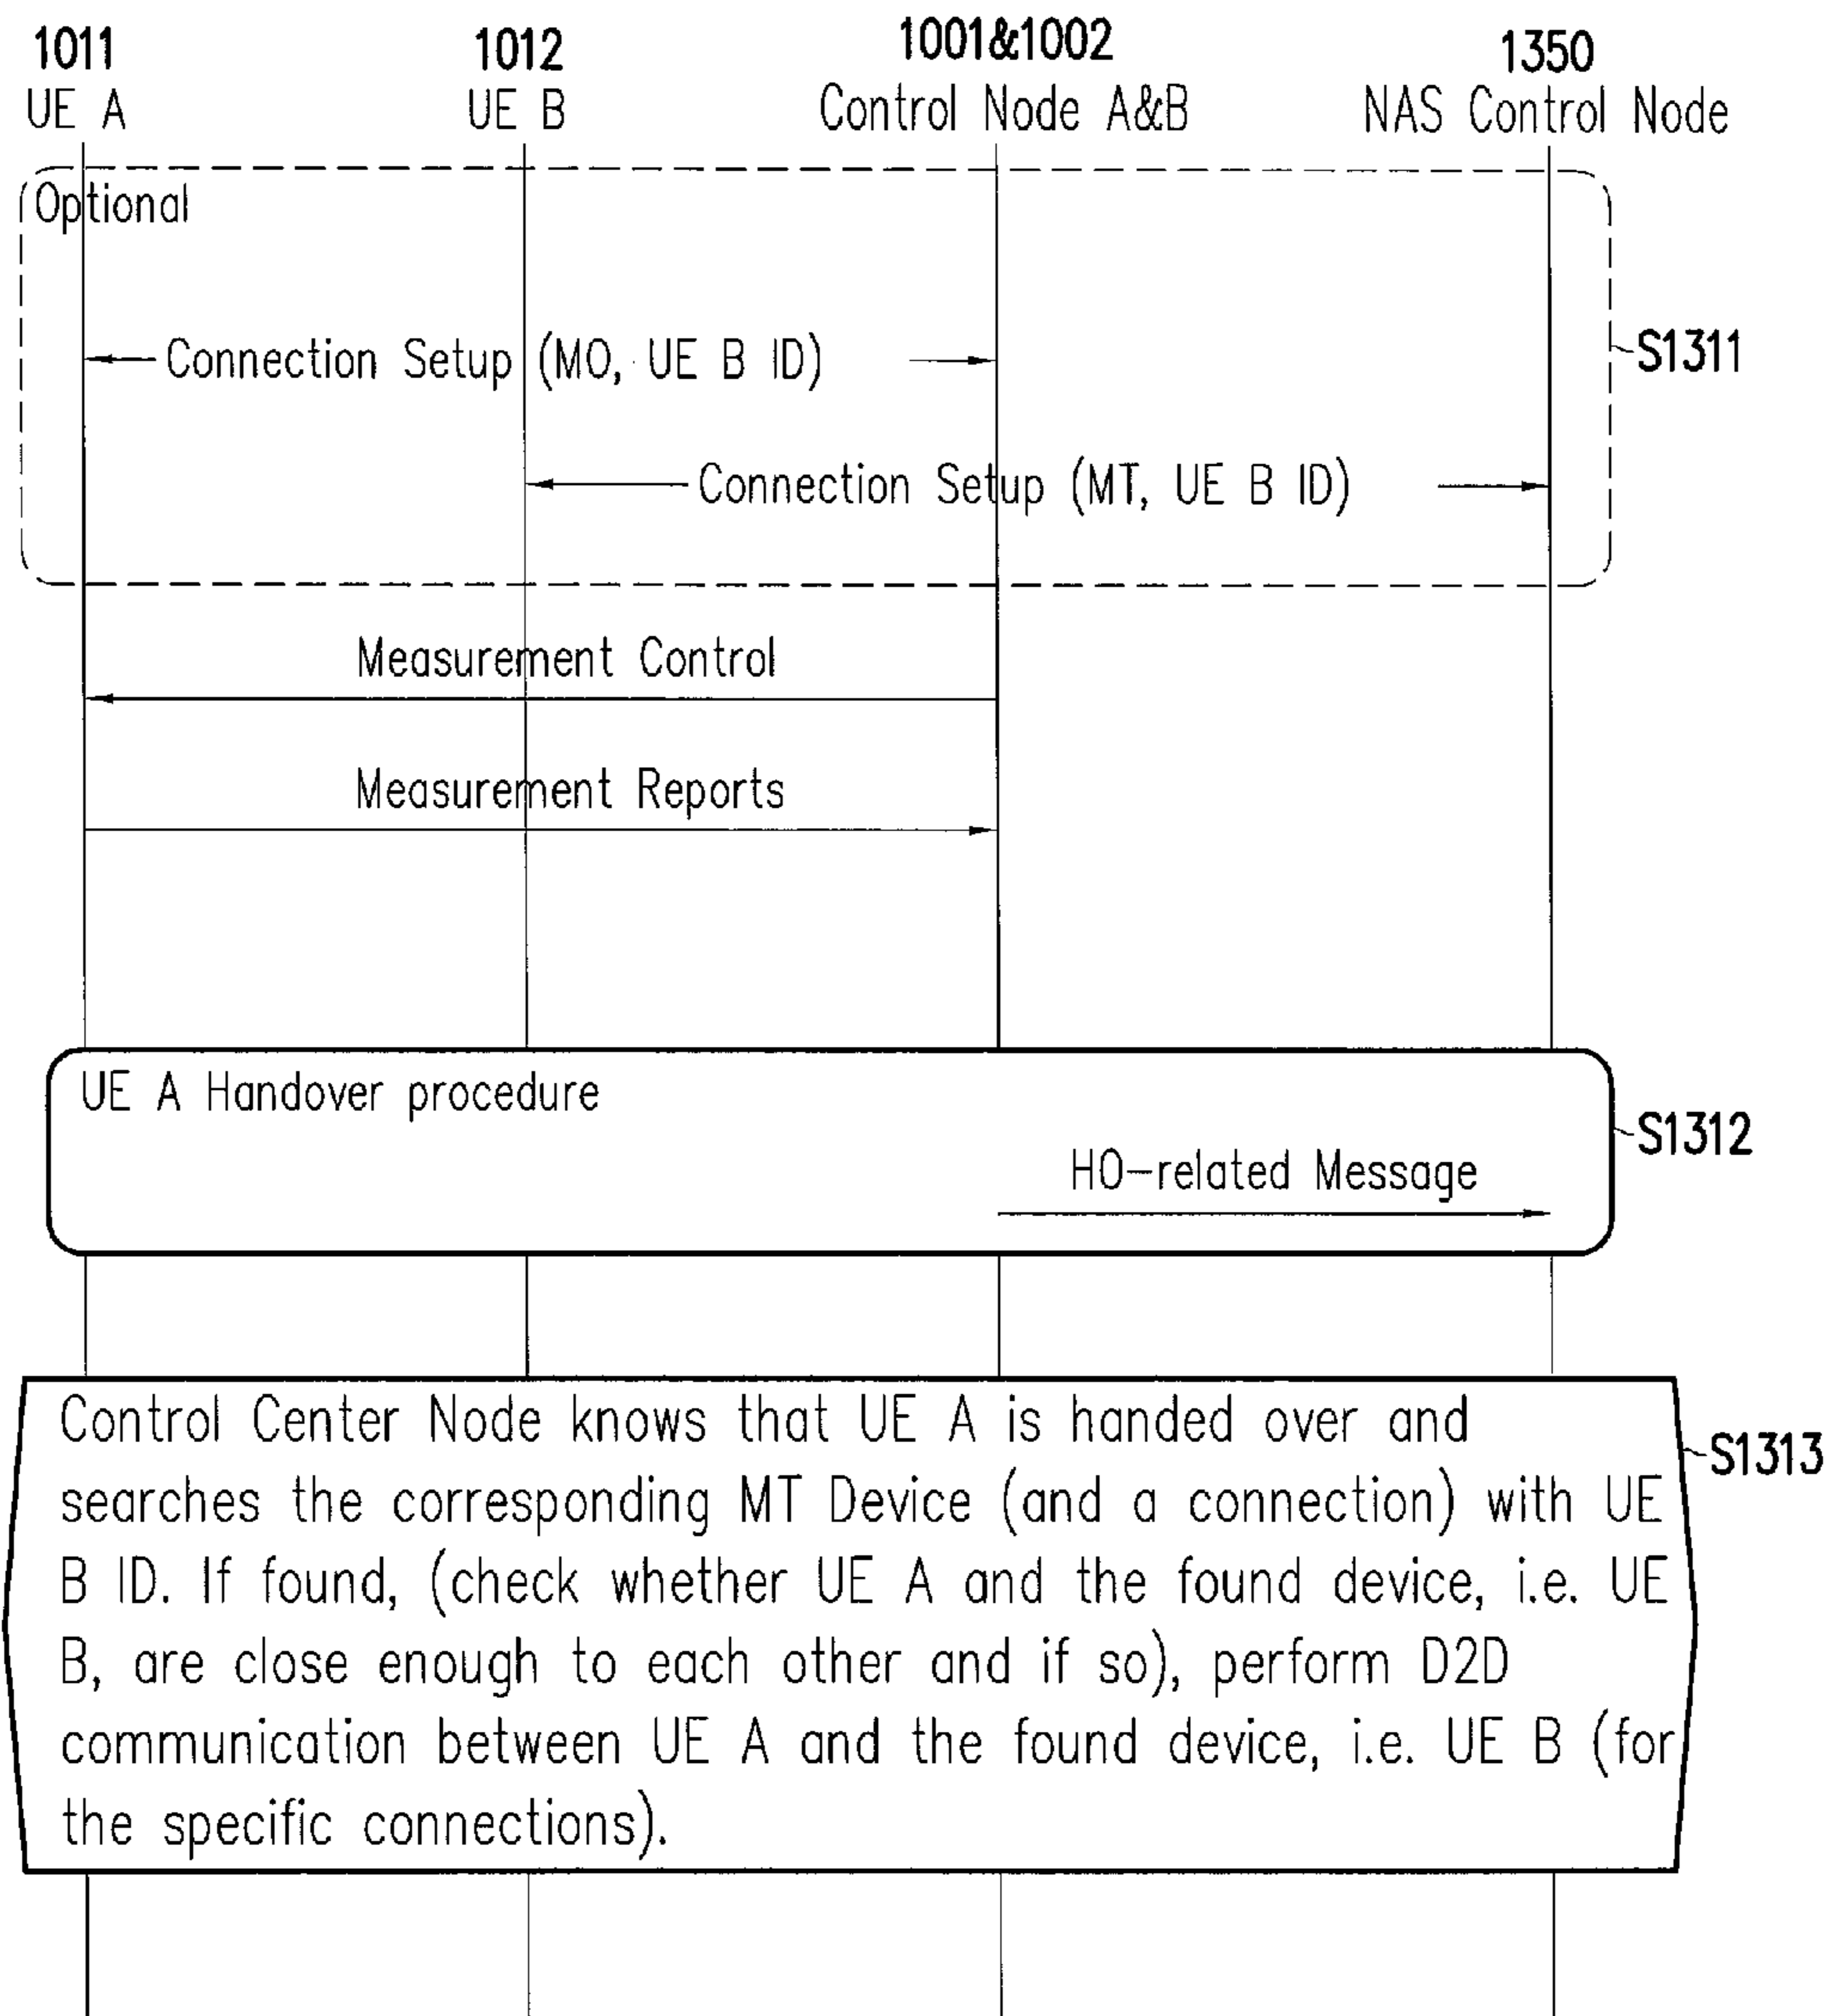 1011
UE A
1012
UE B
1001&1002
Control Node A&B
1350
NAS Control Node
Optional
Connection Setup (MO, UE B ID)
S1311
Connection Setup (MT, UE B ID)
Measurement Control
Measurement Reports
UE A Handover procedure
S1312
HO-related Message
Control Center Node knows that UE A is handed over and
S1313
searches the corresponding MT Device (and a connection) with UE
B ID. If found, (check whether UE A and the found device, i.e. UE
B, are close enough to each other and if so), perform D2D
communication between UE A and the found device, i.e. UE B (for
the specific connections).